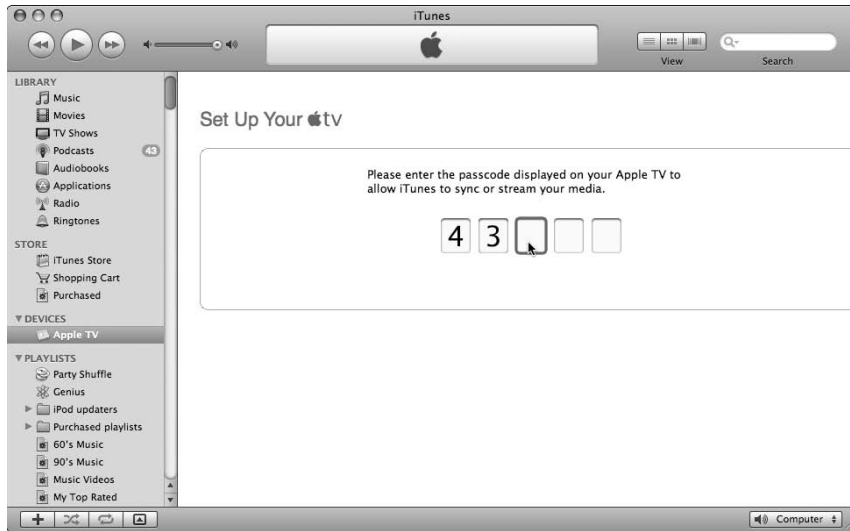 iTunes
View
Search
LIBRARY
Music
Movies
TV Shows
Podcasts 43
Audiobooks
Applications
Radio
Ringtones
STORE
iTunes Store
Shopping Cart
Purchased
DEVICES
Apple TV
PLAYLISTS
Party Shuffle
Genius
iPod updaters
Purchased playlists
60's Music
90's Music
Music Videos
My Top Rated
Set Up Your tv
Please enter the passcode displayed on your Apple TV to
allow iTunes to sync or stream your media.
4 3
Computer